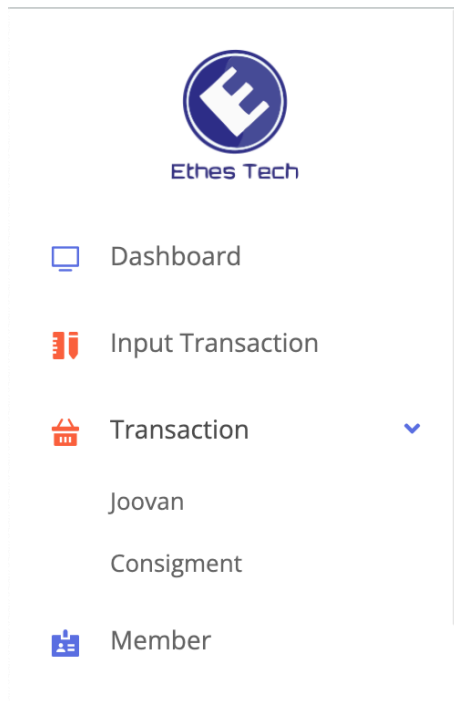 Ethes Tech
Dashboard
Input Transaction
Transaction
Joovan
Consigment
Member